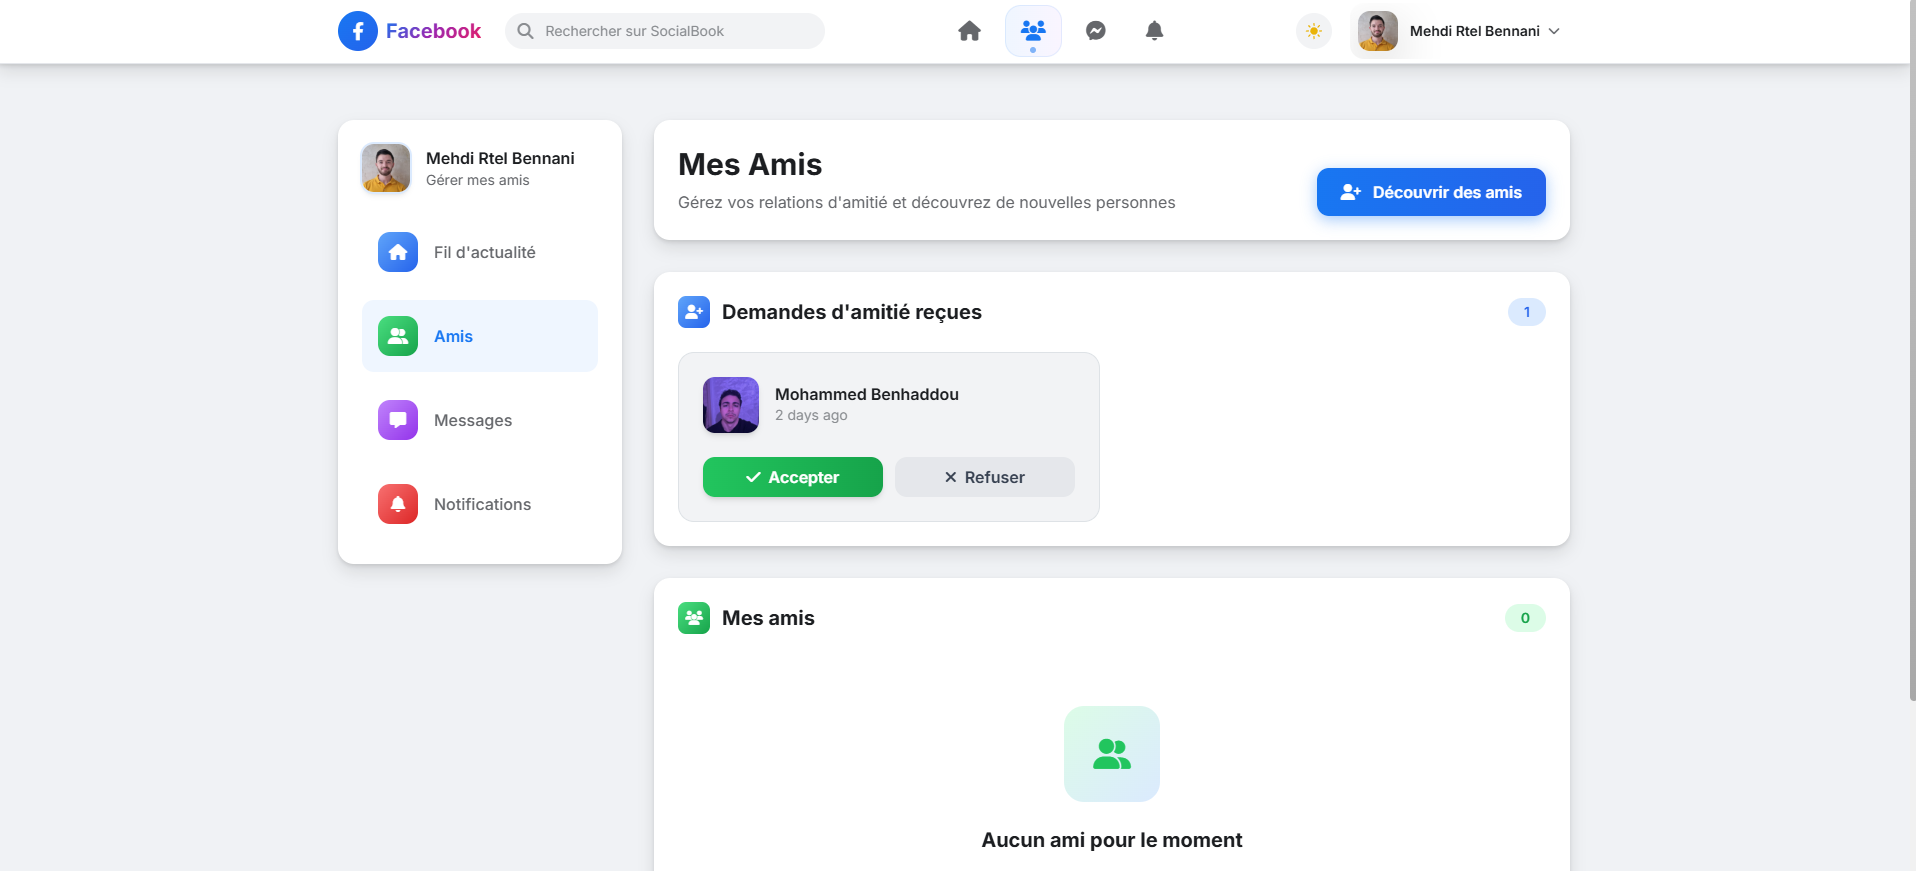 Facebook
Rechercher sur SocialBook
Mehdi Rtel Bennani
Mehdi Rtel Bennani
Gérer mes amis
Fil d'actualité
Amis
Messages
Notifications
Mes Amis
Gérez vos relations d'amitié et découvrez de nouvelles personnes
Découvrir des amis
Demandes d'amitié reçues
1
Mohammed Benhaddou
2 days ago
Accepter
Refuser
Mes amis
0
Aucun ami pour le moment